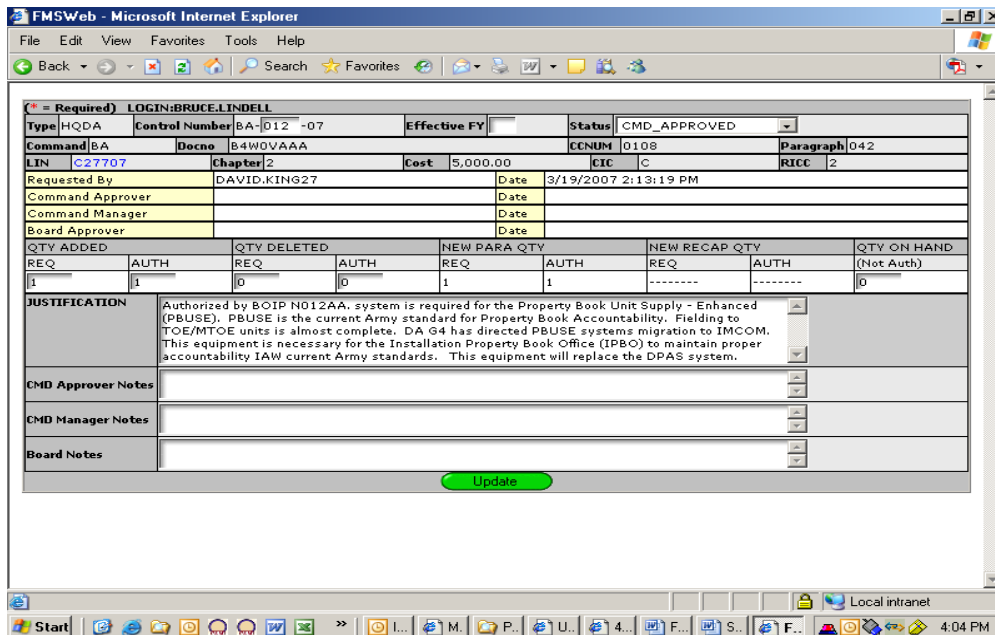 FMSWeb - Microsoft Internet Explorer
File Edit View Favorites Tools Help
Back Search Favorites
(* = Required) LOGIN:BRUCE.LINDELL
Type HQDA Control Number BA-012 -07 Effective FY Status CMD_APPROVED
Command BA Docno B4W0VAAA CCNUM 0108 Paragraph 042
LIN C27707 Chapter 2 Cost 5,000.00 CIC C RICC 2
Requested By DAVID.KING27 Date 3/19/2007 2:13:19 PM
Command Approver Date
Command Manager Date
Board Approver Date
QTY ADDED QTY DELETED NEW PARA QTY NEW RECAP QTY QTY ON HAND
REQ AUTH REQ AUTH REQ AUTH REQ AUTH (Not Auth)
1 1 0 0 1 1 -------- -------- 0
JUSTIFICATION Authorized by BOIP N012AA. system is required for the Property Book Unit Supply - Enhanced
(PBUSE). PBUSE is the current Army standard for Property Book Accountability. Fielding to
TOE/MTOE units is almost complete. DA G4 has directed PBUSE systems migration to IMCOM.
This equipment is necessary for the Installation Property Book Office (IPBO) to maintain proper
accountability IAW current Army standards. This equipment will replace the DPAS system.
CMD Approver Notes
CMD Manager Notes
Board Notes
Update
Local intranet
Start » I... M. P.. U.. 4... F... S.. F.. 4:04 PM